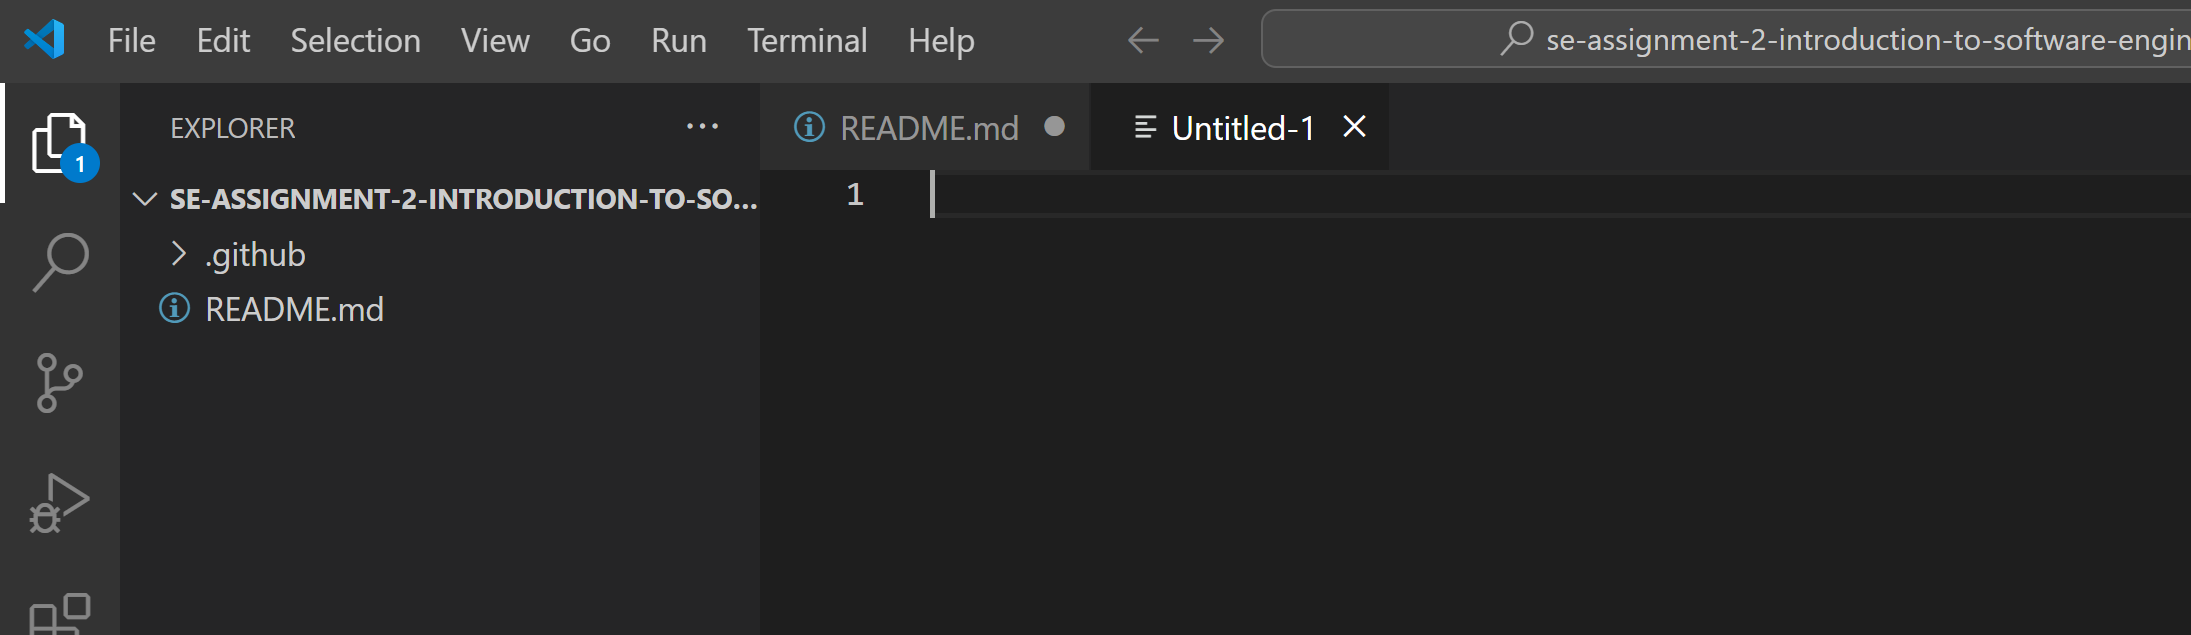 File Edit Selection View Go Run Terminal Help
se-assignment-2-introduction-to-software-engin
EXPLORER
README.md
Untitled-1
1
SE-ASSIGNMENT-2-INTRODUCTION-TO-SO...
1
.github
README.md